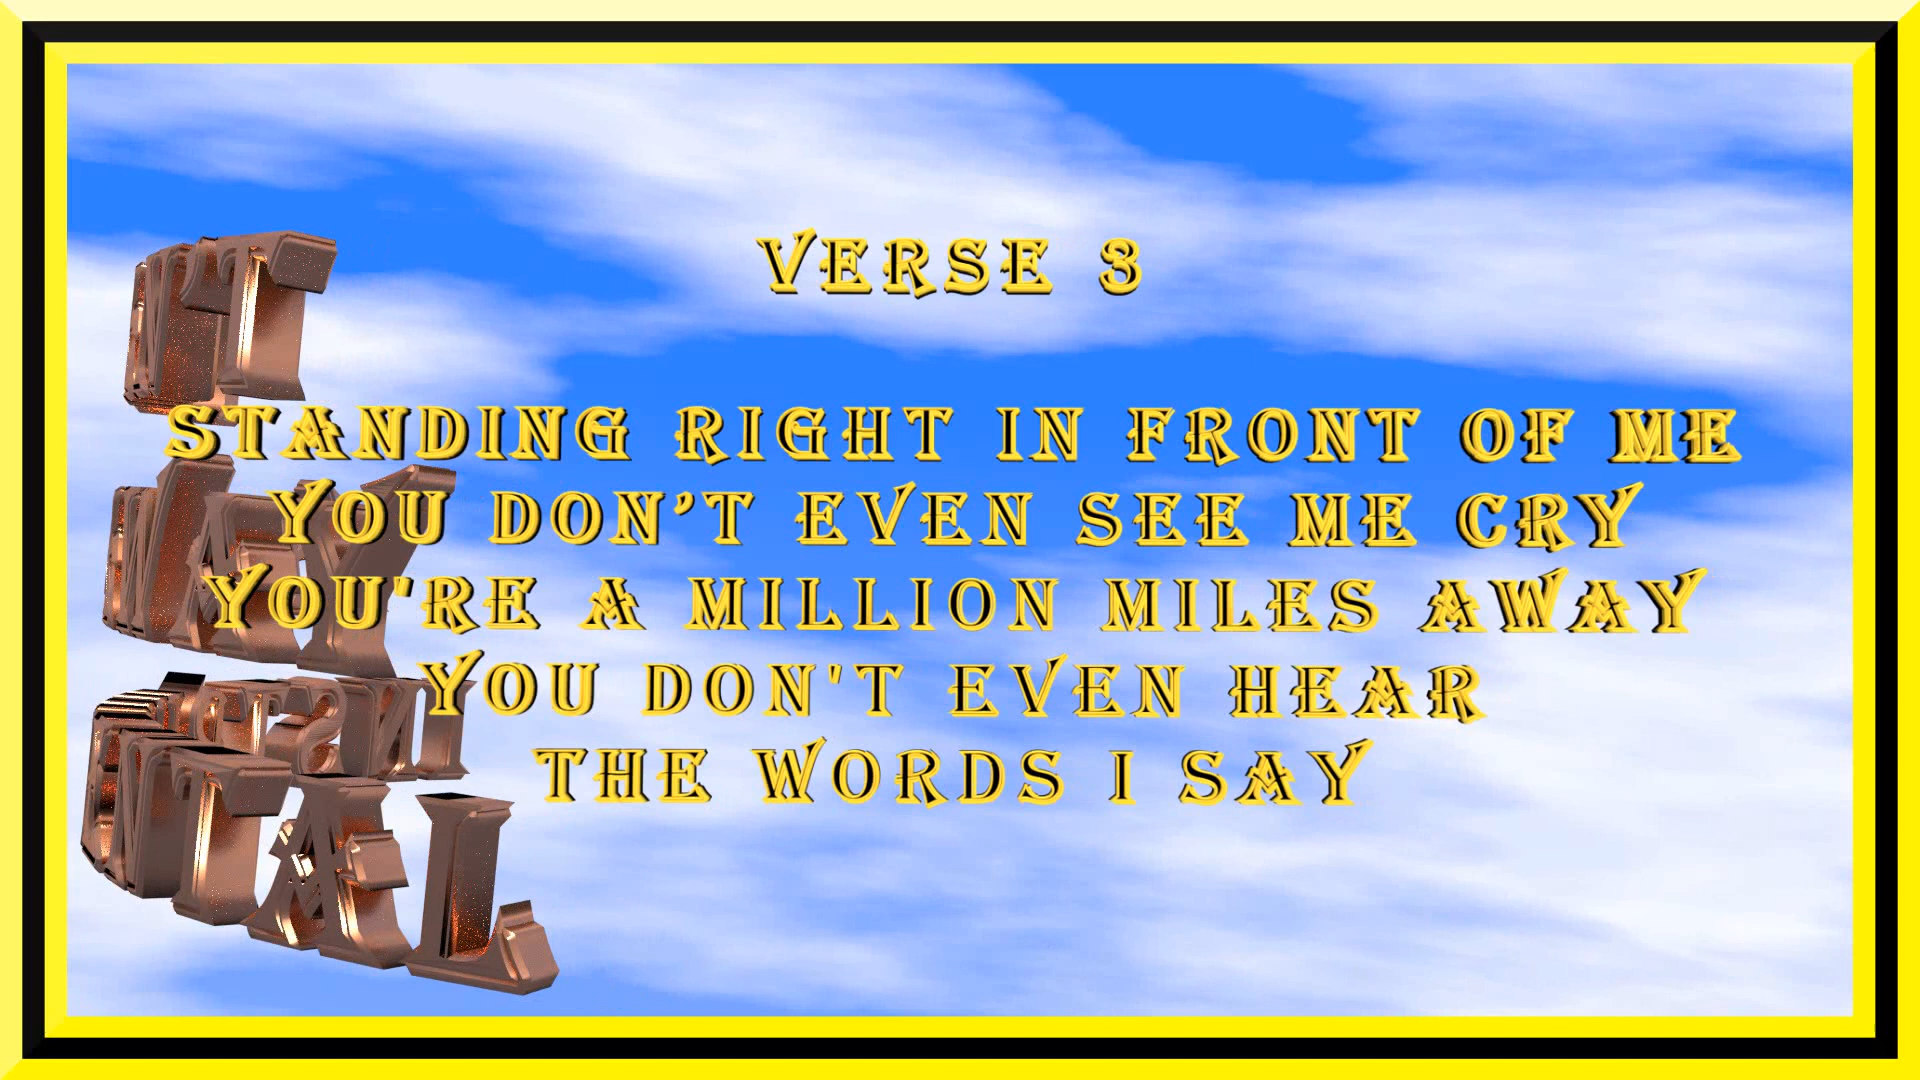 VERSE 3
STANDING RIGHT IN FRONT OF ME
YOU DON’T EVEN SEE ME CRY
YOU'RE A MILLION MILES AWAY
YOU DON'T EVEN HEAR
THE WORDS I SAY
WAY